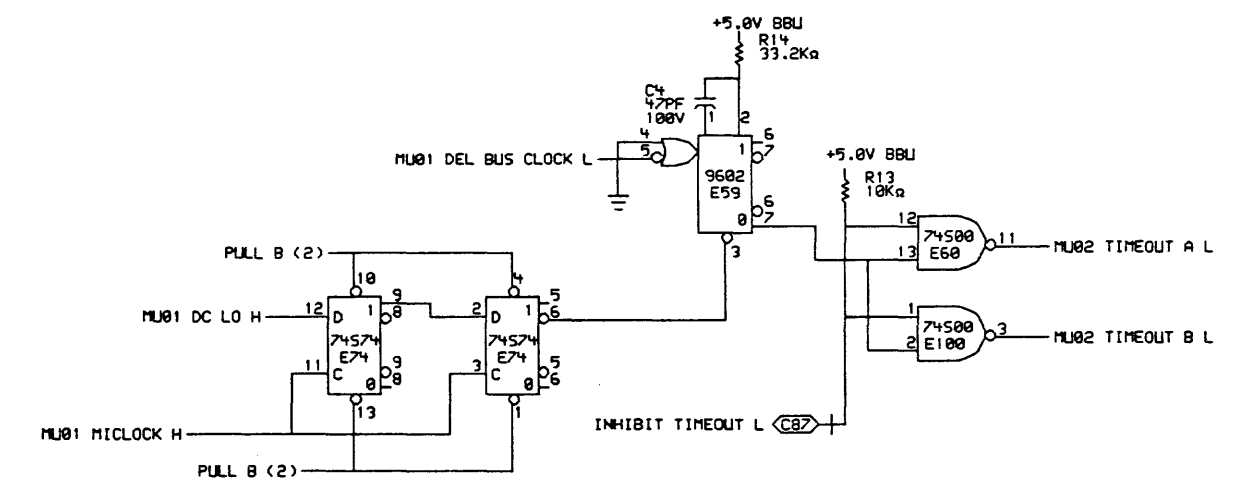 +5.0V BBU
R14
33.2KΩ
C4
47PF
100V
1
2
4
5
MU01 DEL BUS CLOCK L
1
6
7
9602
E59
6
0
7
3
+5.0V BBU
R13
10KΩ
12
13
74S00
E60
11
MU02 TIMEOUT A L
1
2
74S00
E100
3
MU02 TIMEOUT B L
INHIBIT TIMEOUT L
C87
PULL B (2)
10
4
MU01 DC LO H
12
D
1
9
8
74S74
E74
11
C
9
0
8
13
2
D
1
5
6
74S74
E74
3
C
5
0
6
1
MU01 MICLOCK H
PULL B (2)